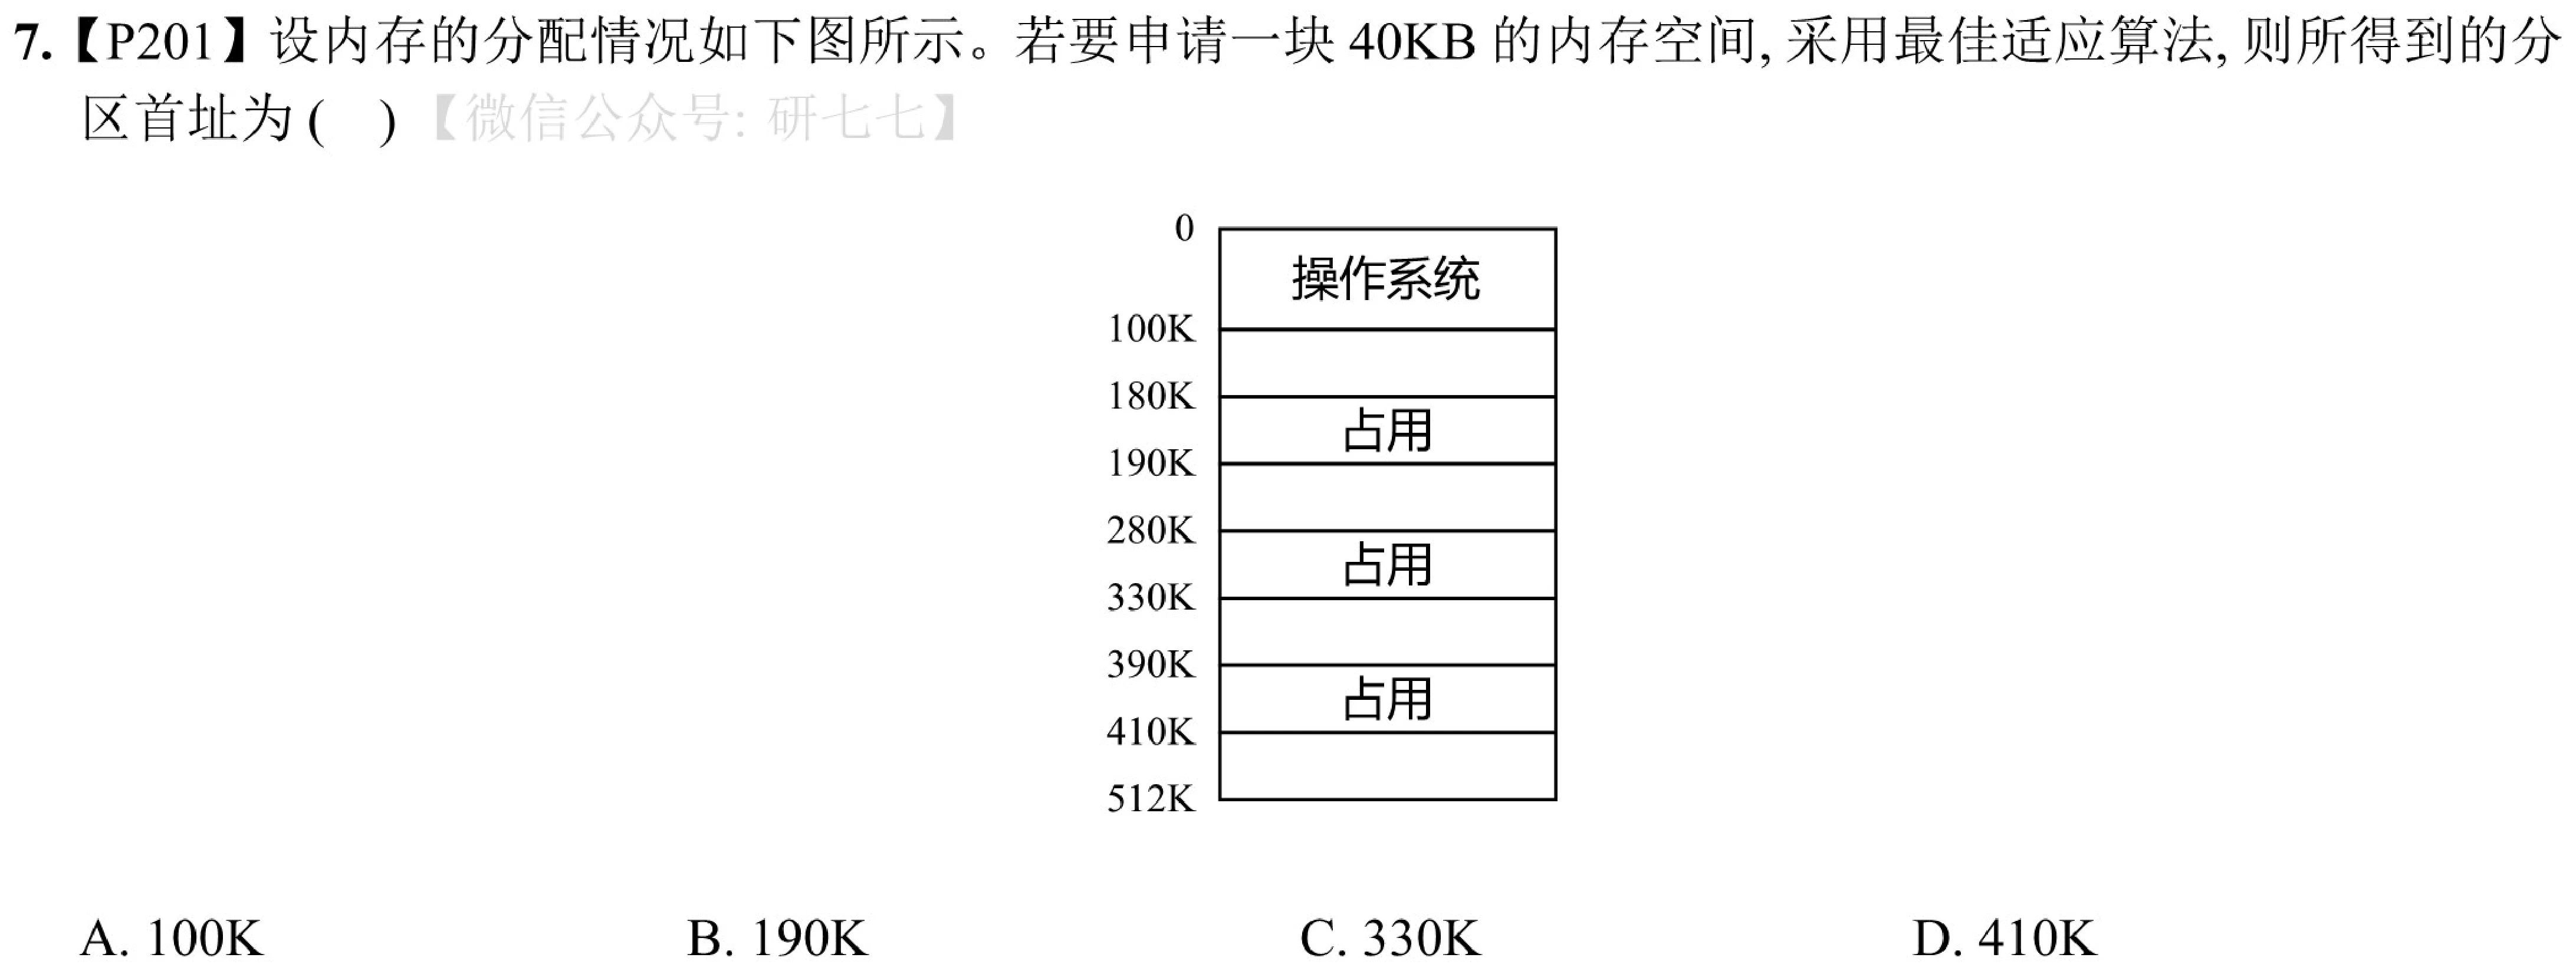 7.【P201】设内存的分配情况如下图所示。若要申请一块 40KB 的内存空间, 采用最佳适应算法, 则所得到的分
区首址为 (    ) 【微信公众号: 研七七】
0
操作系统
100K
180K
占用
190K
280K
占用
330K
390K
占用
410K
512K
A. 100K B. 190K C. 330K D. 410K